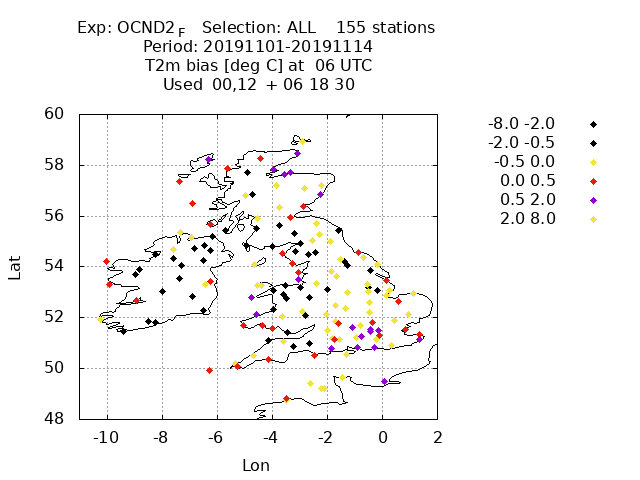 Exp: OCND2_F Selection: ALL 155 stations
Period: 20191101-20191114
T2m bias [deg C] at 06 UTC
Used 00,12 + 06 18 30
60
58
56
54
52
50
48
-10 -8 -6 -4 -2 0 2
Lat
Lon
-8.0 -2.0
-2.0 -0.5
-0.5 0.0
0.0 0.5
0.5 2.0
2.0 8.0